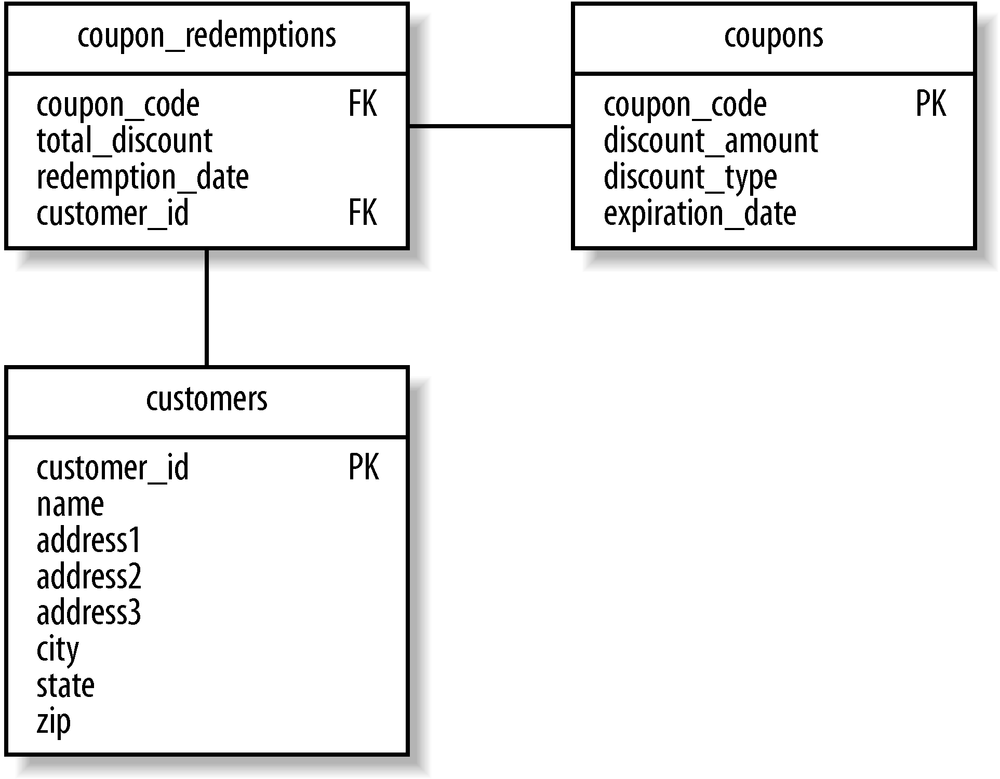 coupon_redemptions
coupon_code FK
total_discount
redemption_date
customer_id FK
coupons
coupon_code PK
discount_amount
discount_type
expiration_date
customers
customer_id PK
name
address1
address2
address3
city
state
zip